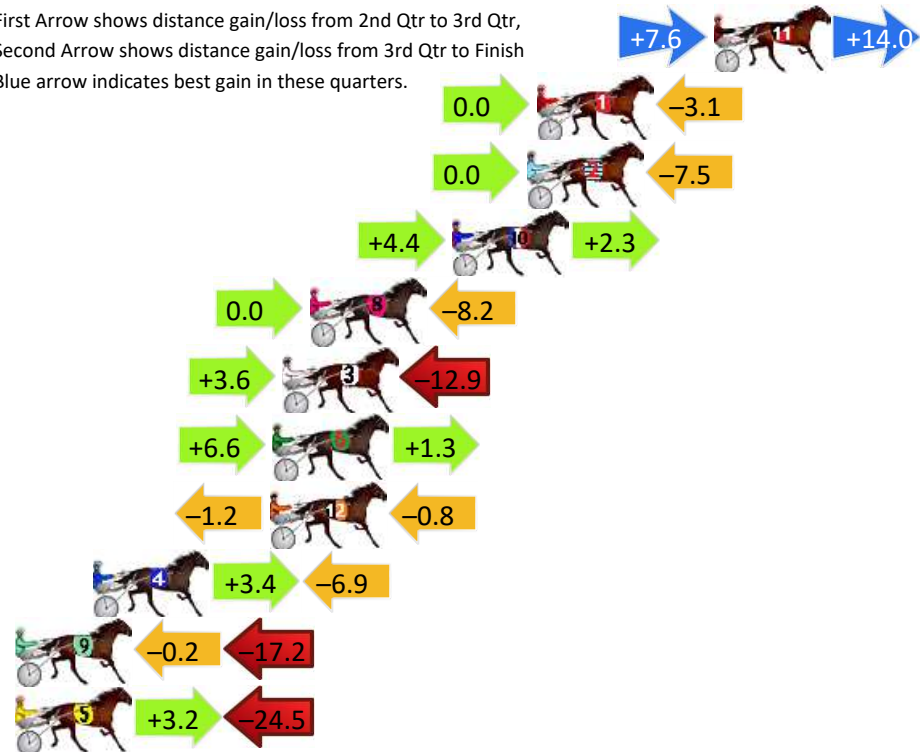 First Arrow shows distance gain/loss from 2nd Qtr to 3rd Qtr,
Second Arrow shows distance gain/loss from 3rd Qtr to Finish
Blue arrow indicates best gain in these quarters.
+7.6 11 +14.0
0.0 1 –3.1
0.0 2 –7.5
+4.4 10 +2.3
0.0 8 –8.2
+3.6 3 –12.9
+6.6 6 +1.3
–1.2 12 –0.8
4 +3.4 –6.9
9 –0.2 –17.2
5 +3.2 –24.5